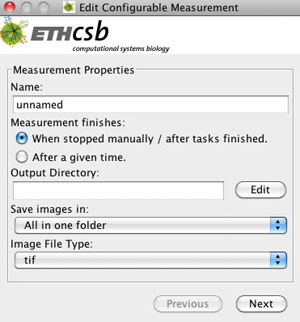 Edit Configurable Measurement
ETHcsb
computational systems biology
Measurement Properties
Name:
unnamed
Measurement finishes:
When stopped manually / after tasks finished.
After a given time.
Output Directory:
Edit
Save images in:
All in one folder
Image File Type:
tif
Previous
Next